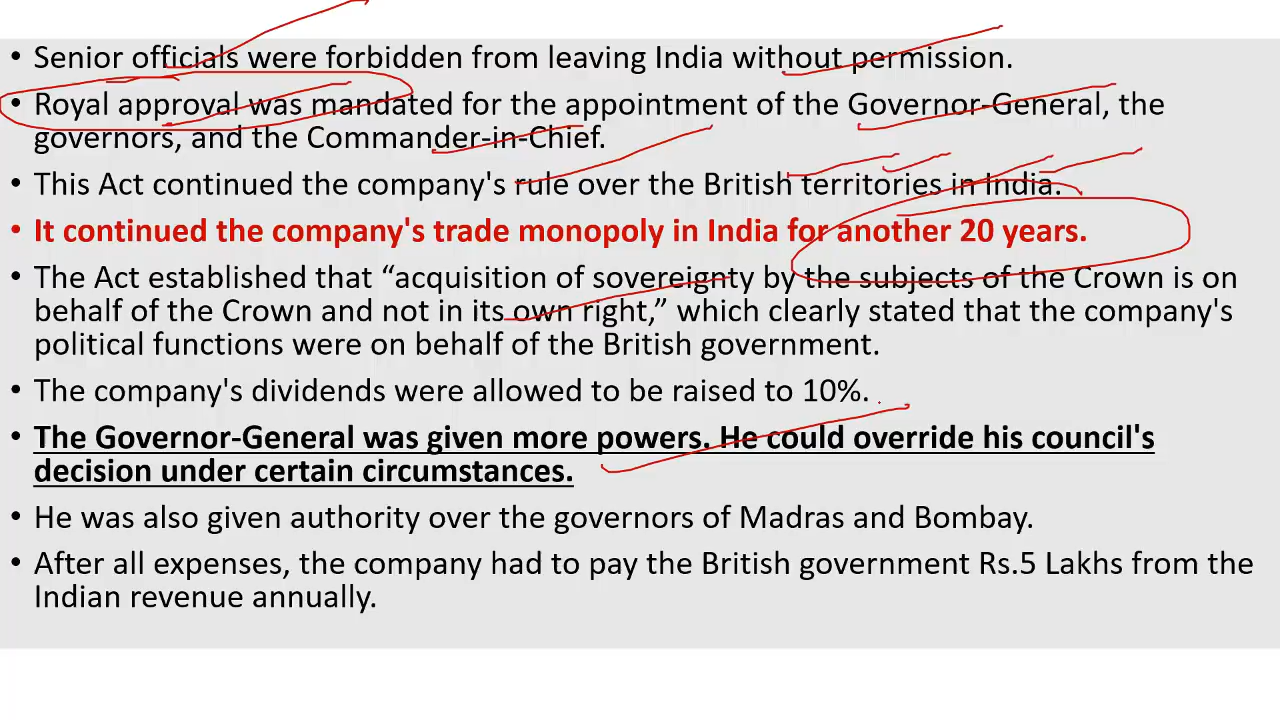 • Senior officials were forbidden from leaving India without permission.
• Royal approval was mandated for the appointment of the Governor-General, the
governors, and the Commander-in-Chief.
• This Act continued the company's rule over the British territories in India.
• It continued the company's trade monopoly in India for another 20 years.
• The Act established that “acquisition of sovereignty by the subjects of the Crown is on
behalf of the Crown and not in its own right,” which clearly stated that the company's
political functions were on behalf of the British government.
• The company's dividends were allowed to be raised to 10%.
• The Governor-General was given more powers. He could override his council's
decision under certain circumstances.
• He was also given authority over the governors of Madras and Bombay.
• After all expenses, the company had to pay the British government Rs.5 Lakhs from the
Indian revenue annually.